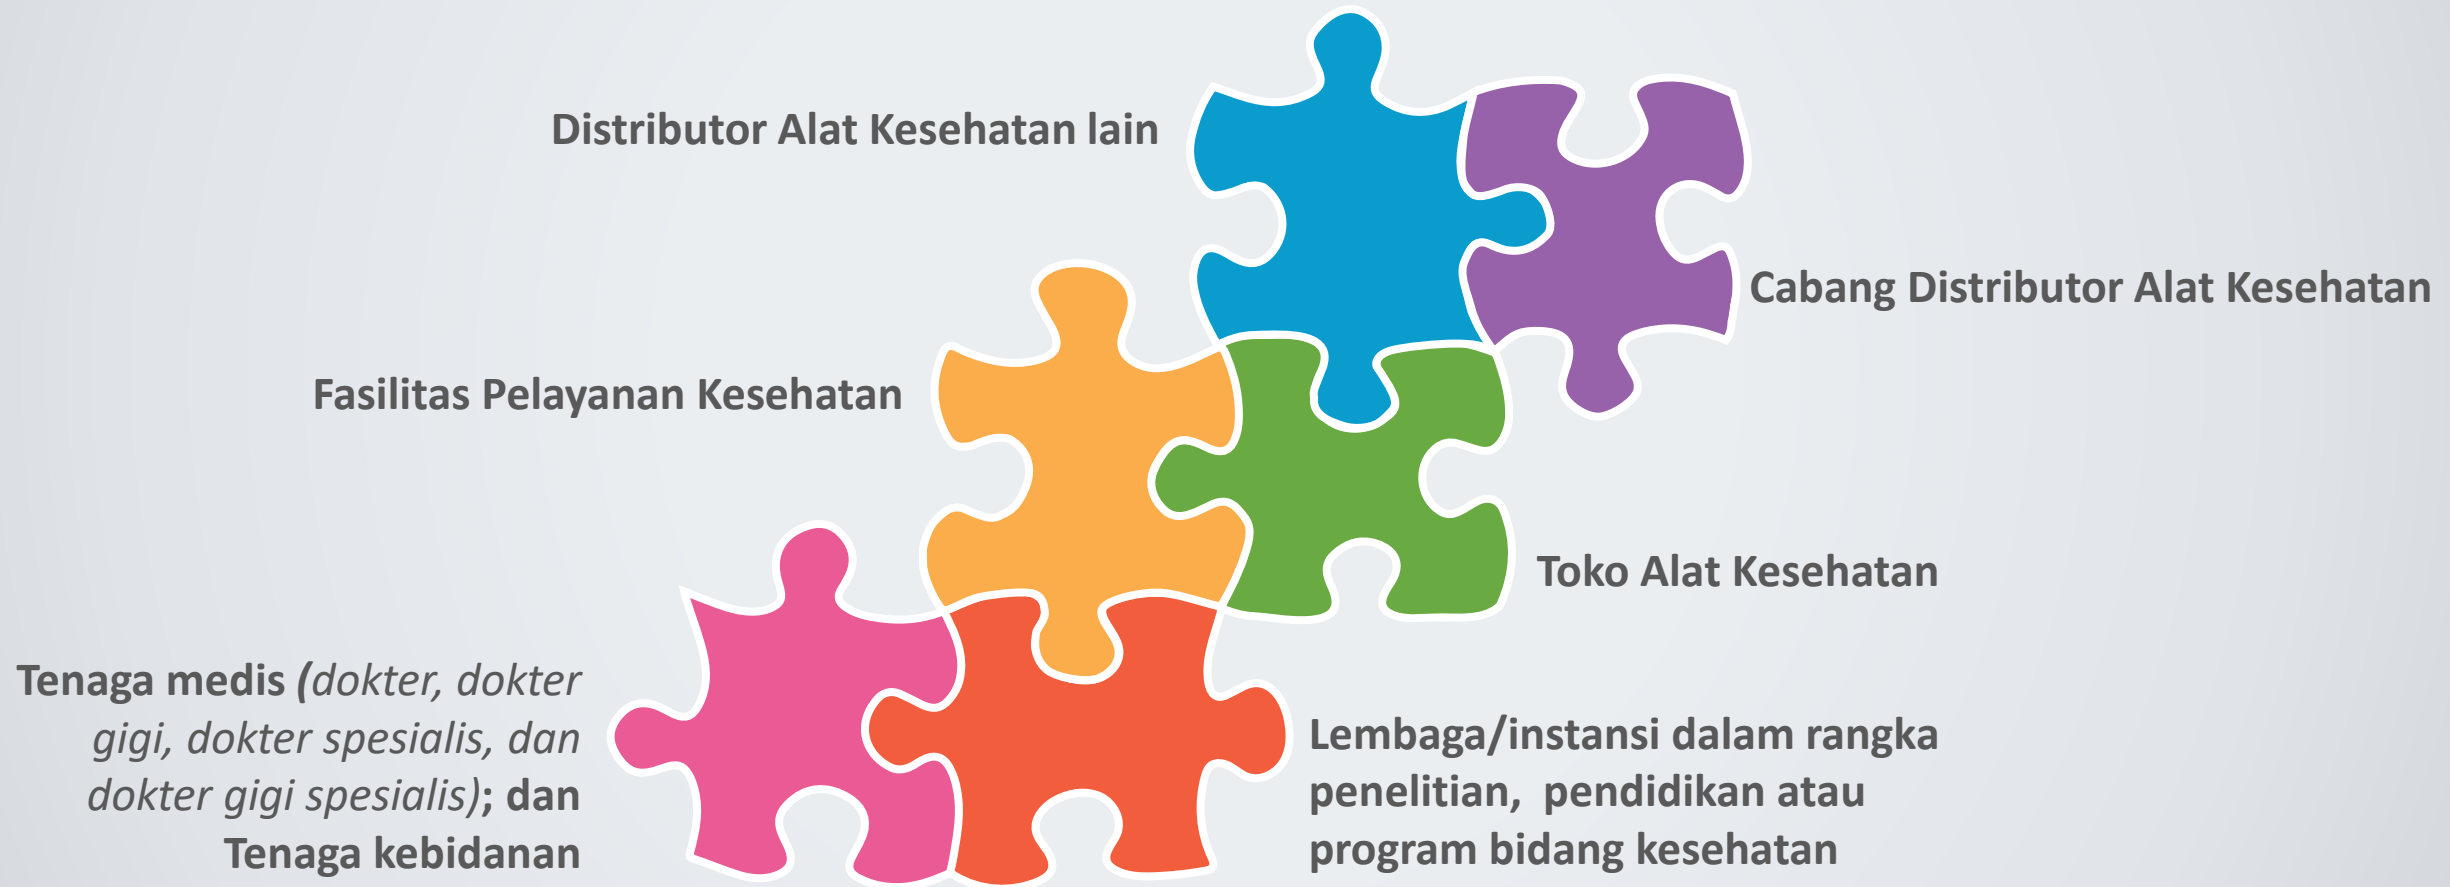 Distributor Alat Kesehatan lain
Cabang Distributor Alat Kesehatan
Fasilitas Pelayanan Kesehatan
Toko Alat Kesehatan
Tenaga medis (dokter, dokter
gigi, dokter spesialis, dan
dokter gigi spesialis); dan
Tenaga kebidanan
Lembaga/instansi dalam rangka
penelitian, pendidikan atau
program bidang kesehatan